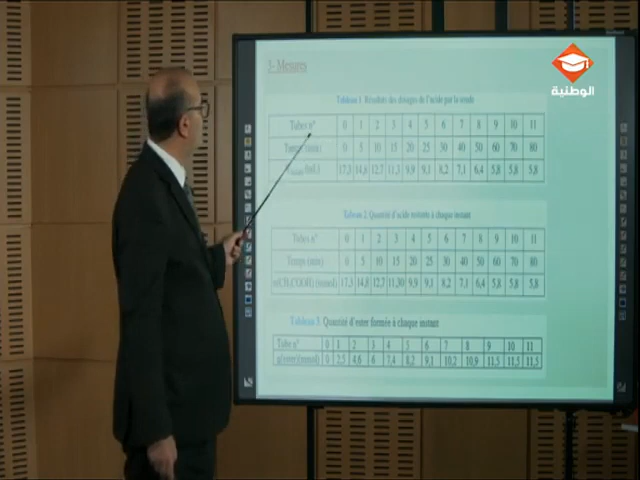 الوطنية
3- Mesures
Tableau 1. Résultats des dosages de l'acide par la soude
Tubes n° 0 1 2 3 4 5 6 7 8 9 10 11
Temps (min) 0 5 10 15 20 25 30 40 50 60 70 80
(mL) 17,3 14,8 12,7 11,3 9,9 9,1 8,2 7,1 6,4 5,8 5,8 5,8
Tableau 2. Quantité d'acide restante à chaque instant
Tubes n° 0 1 2 3 4 5 6 7 8 9 10 11
Temps (min) 0 5 10 15 20 25 30 40 50 60 70 80
n(CH₃COOH) (mmol) 17,3 14,8 12,7 11,30 9,9 9,1 8,2 7,1 6,4 5,8 5,8 5,8
Tableau 3. Quantité d'ester formée à chaque instant
Tube n° 0 1 2 3 4 5 6 7 8 9 10 11
n(ester)(mmol) 0 2,5 4,6 6 7,4 8,2 9,1 10,2 10,9 11,5 11,5 11,5